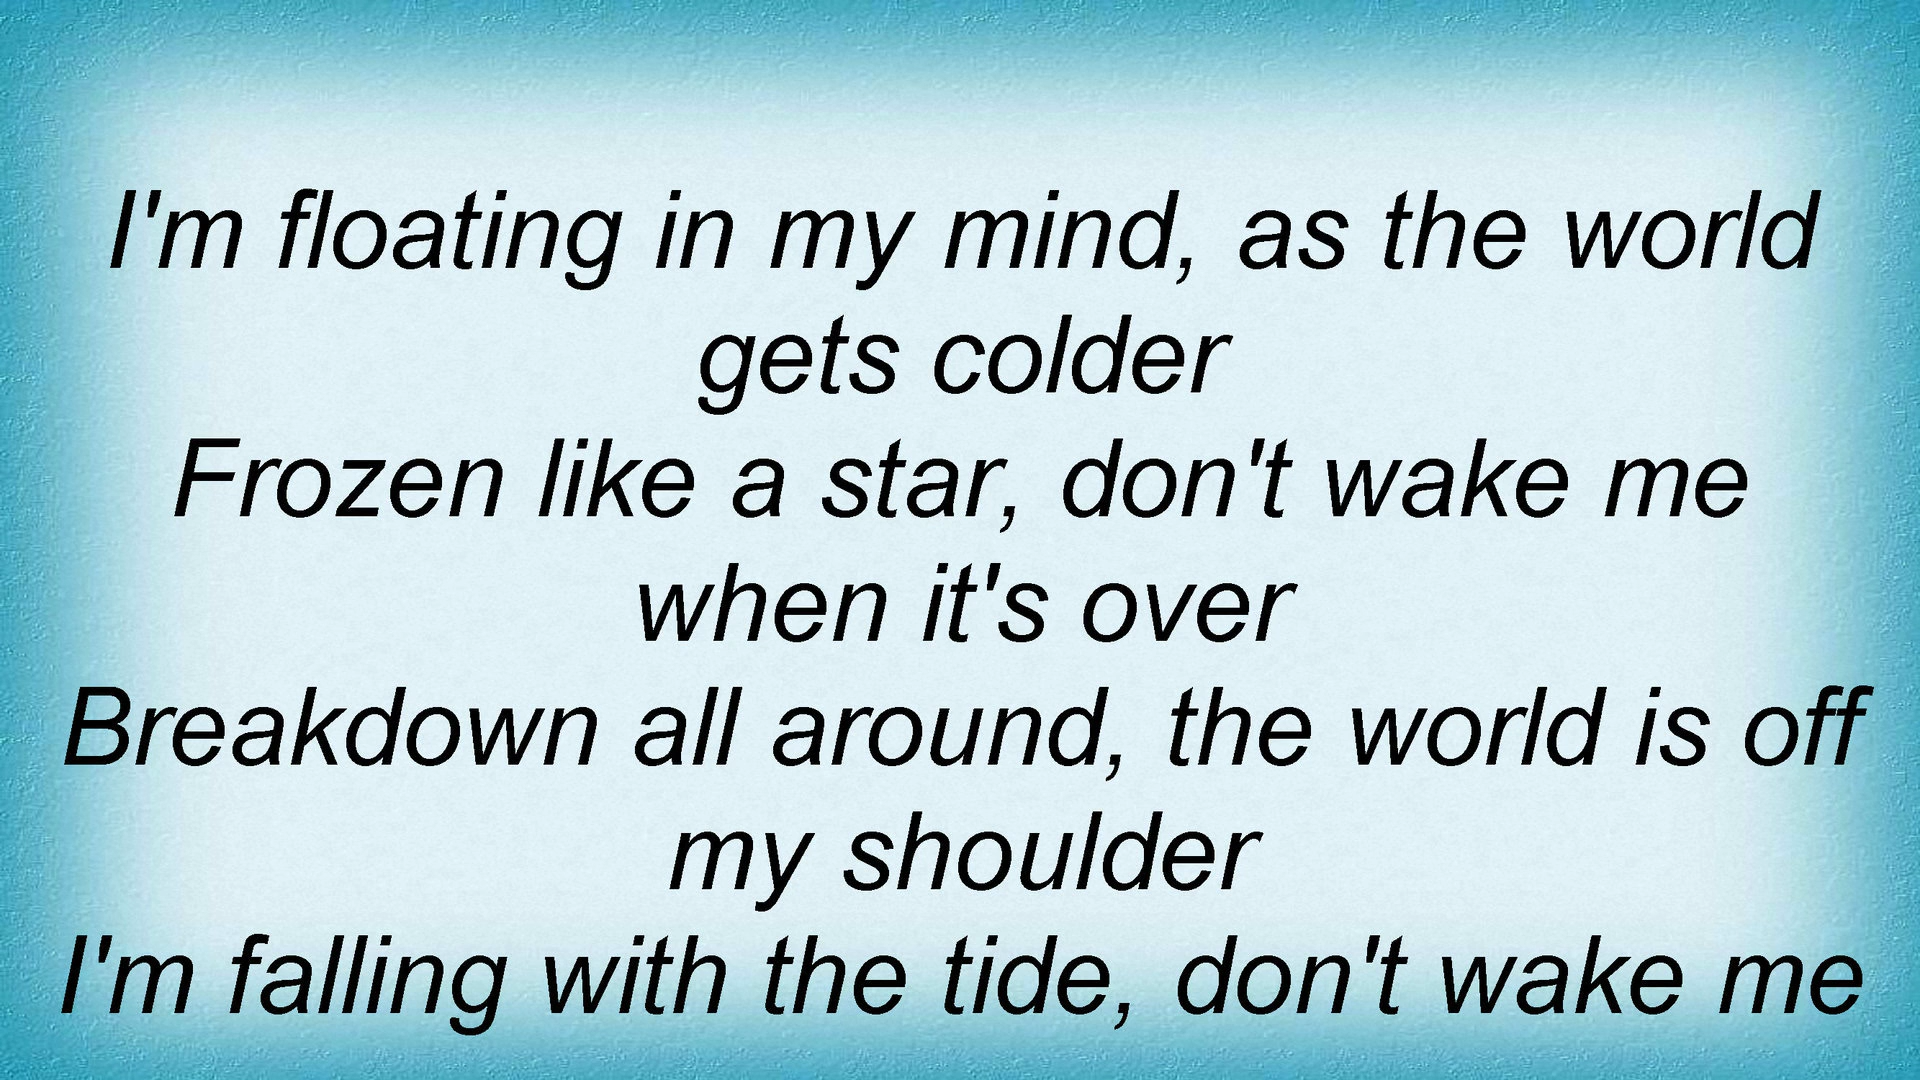 I'm floating in my mind, as the world
gets colder
Frozen like a star, don't wake me
when it's over
Breakdown all around, the world is off
my shoulder
I'm falling with the tide, don't wake me